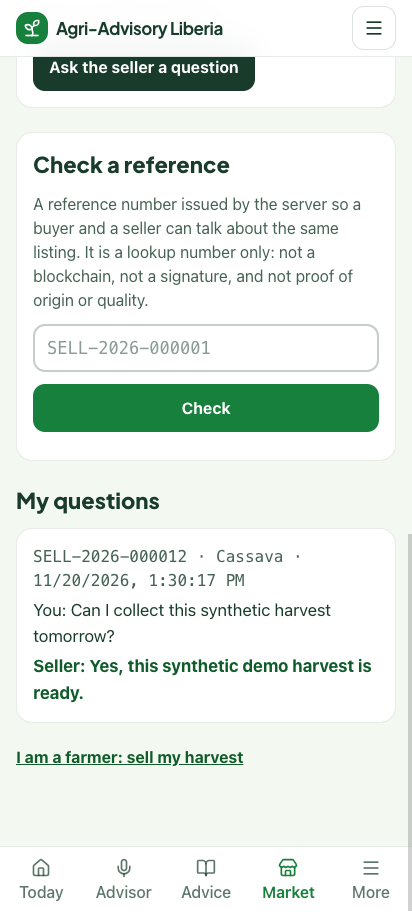 Agri-Advisory Liberia
Ask the seller a question
Check a reference
A reference number issued by the server so a
buyer and a seller can talk about the same
listing. It is a lookup number only: not a
blockchain, not a signature, and not proof of
origin or quality.
SELL-2026-000001
Check
My questions
SELL-2026-000012 · Cassava ·
11/20/2026, 1:30:17 PM
You: Can I collect this synthetic harvest
tomorrow?
Seller: Yes, this synthetic demo harvest is
ready.
I am a farmer: sell my harvest
Today Advisor Advice Market More